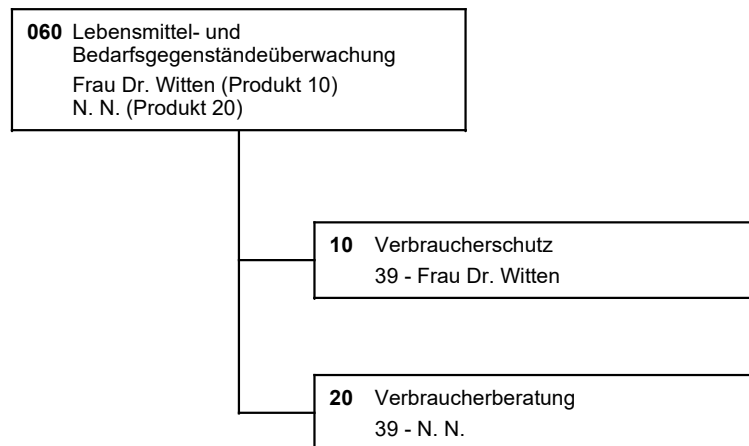 060 Lebensmittel- und
Bedarfsgegenständeüberwachung
Frau Dr. Witten (Produkt 10)
N. N. (Produkt 20)
10 Verbraucherschutz
39 - Frau Dr. Witten
20 Verbraucherberatung
39 - N. N.